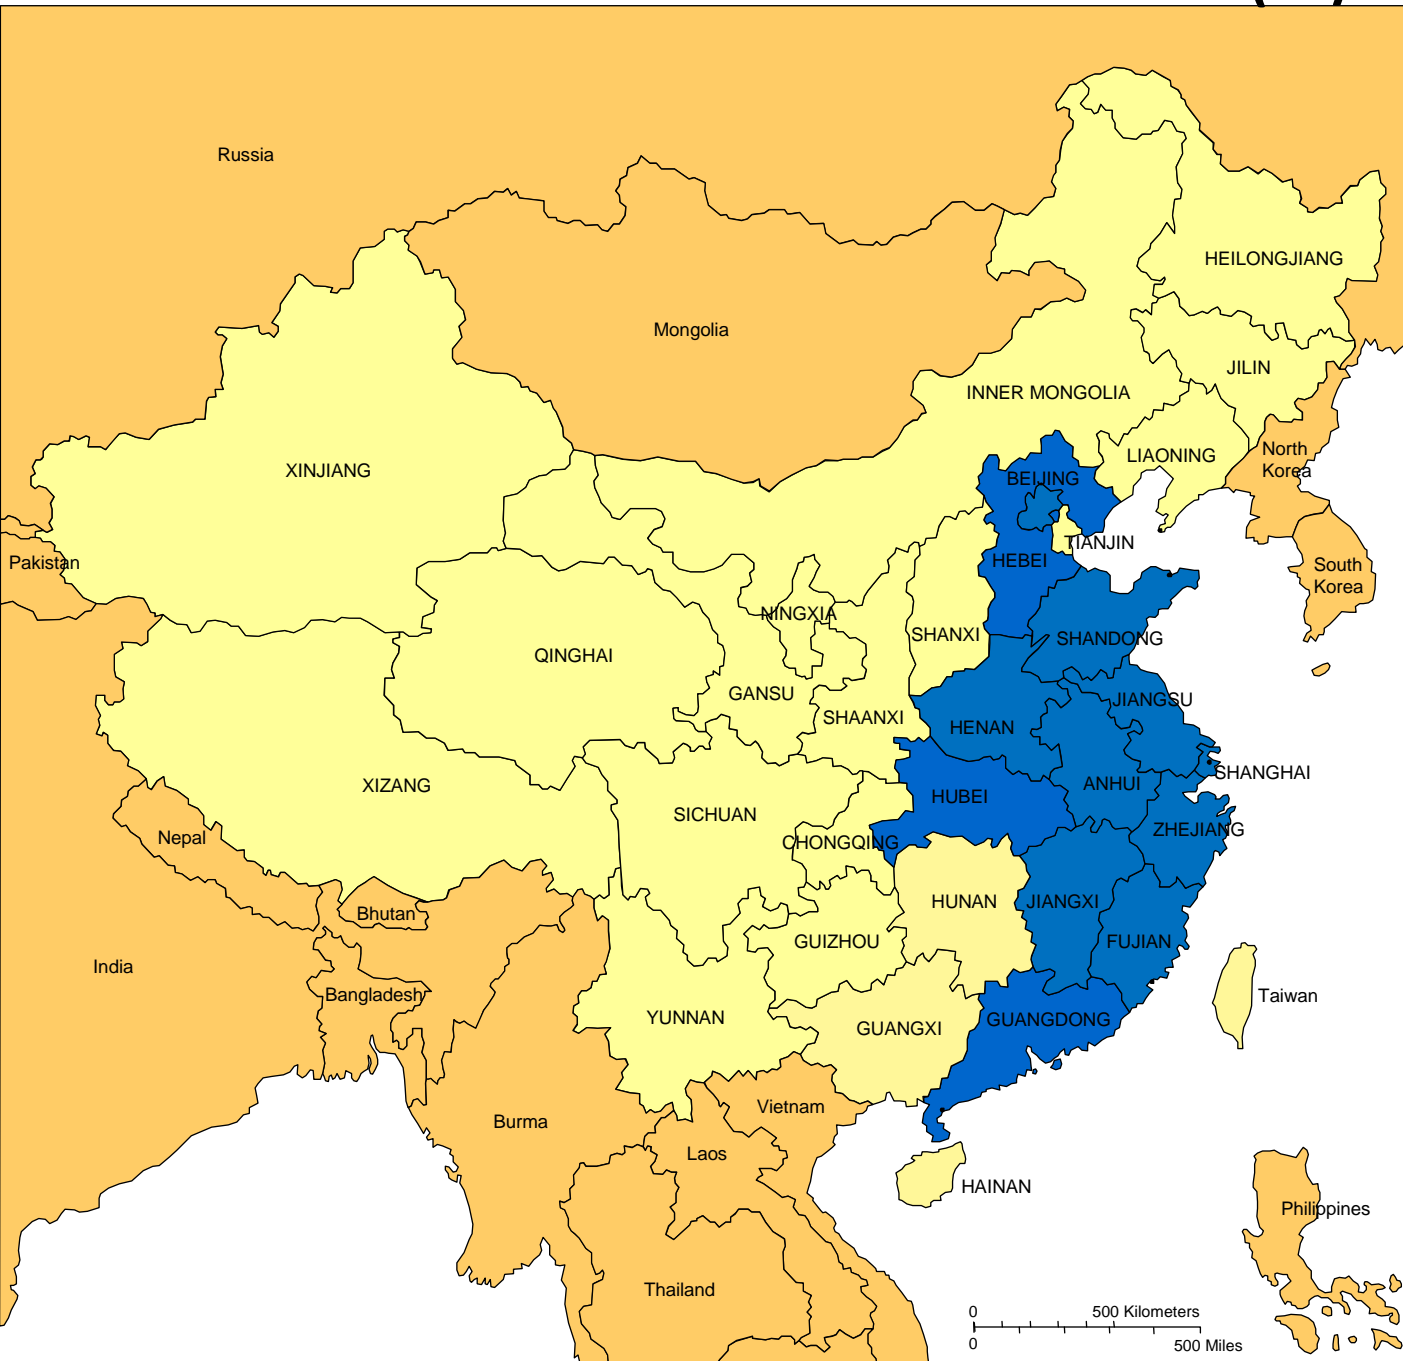 Russia
HEILONGJIANG
Mongolia
JILIN
INNER MONGOLIA
LIAONING
North
Korea
XINJIANG
BEIJING
TIANJIN
HEBEI
Pakistan
South
Korea
NINGXIA
SHANXI
SHANDONG
QINGHAI
GANSU
JIANGSU
SHAANXI
HENAN
SHANGHAI
XIZANG
ANHUI
HUBEI
SICHUAN
ZHEJIANG
Nepal
CHONGQING
HUNAN
JIANGXI
Bhutan
GUIZHOU
FUJIAN
India
Bangladesh
Taiwan
YUNNAN
GUANGXI
GUANGDONG
Vietnam
Burma
Laos
HAINAN
Philippines
Thailand
0 500 Kilometers
0 500 Miles